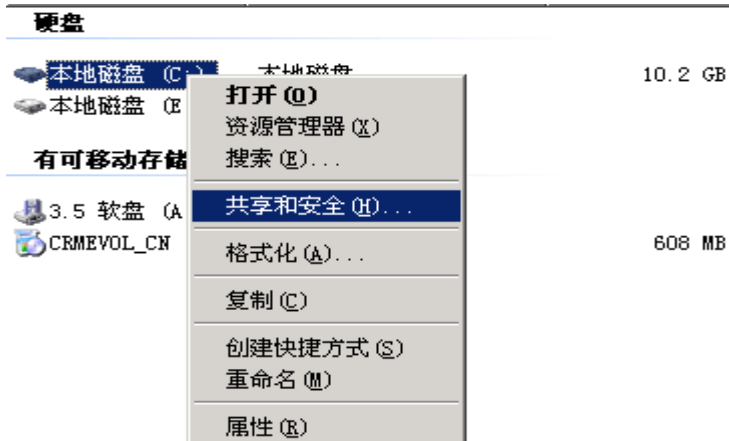 硬盘
本地磁盘 (C:) 本地磁盘 10.2 GB
本地磁盘 (E
有可移动存储
3.5 软盘 (A
CRMEVOL_CN 608 MB
打开(O)
资源管理器(X)
搜索(E)...
共享和安全(H)...
格式化(A)...
复制(C)
创建快捷方式(S)
重命名(M)
属性(R)